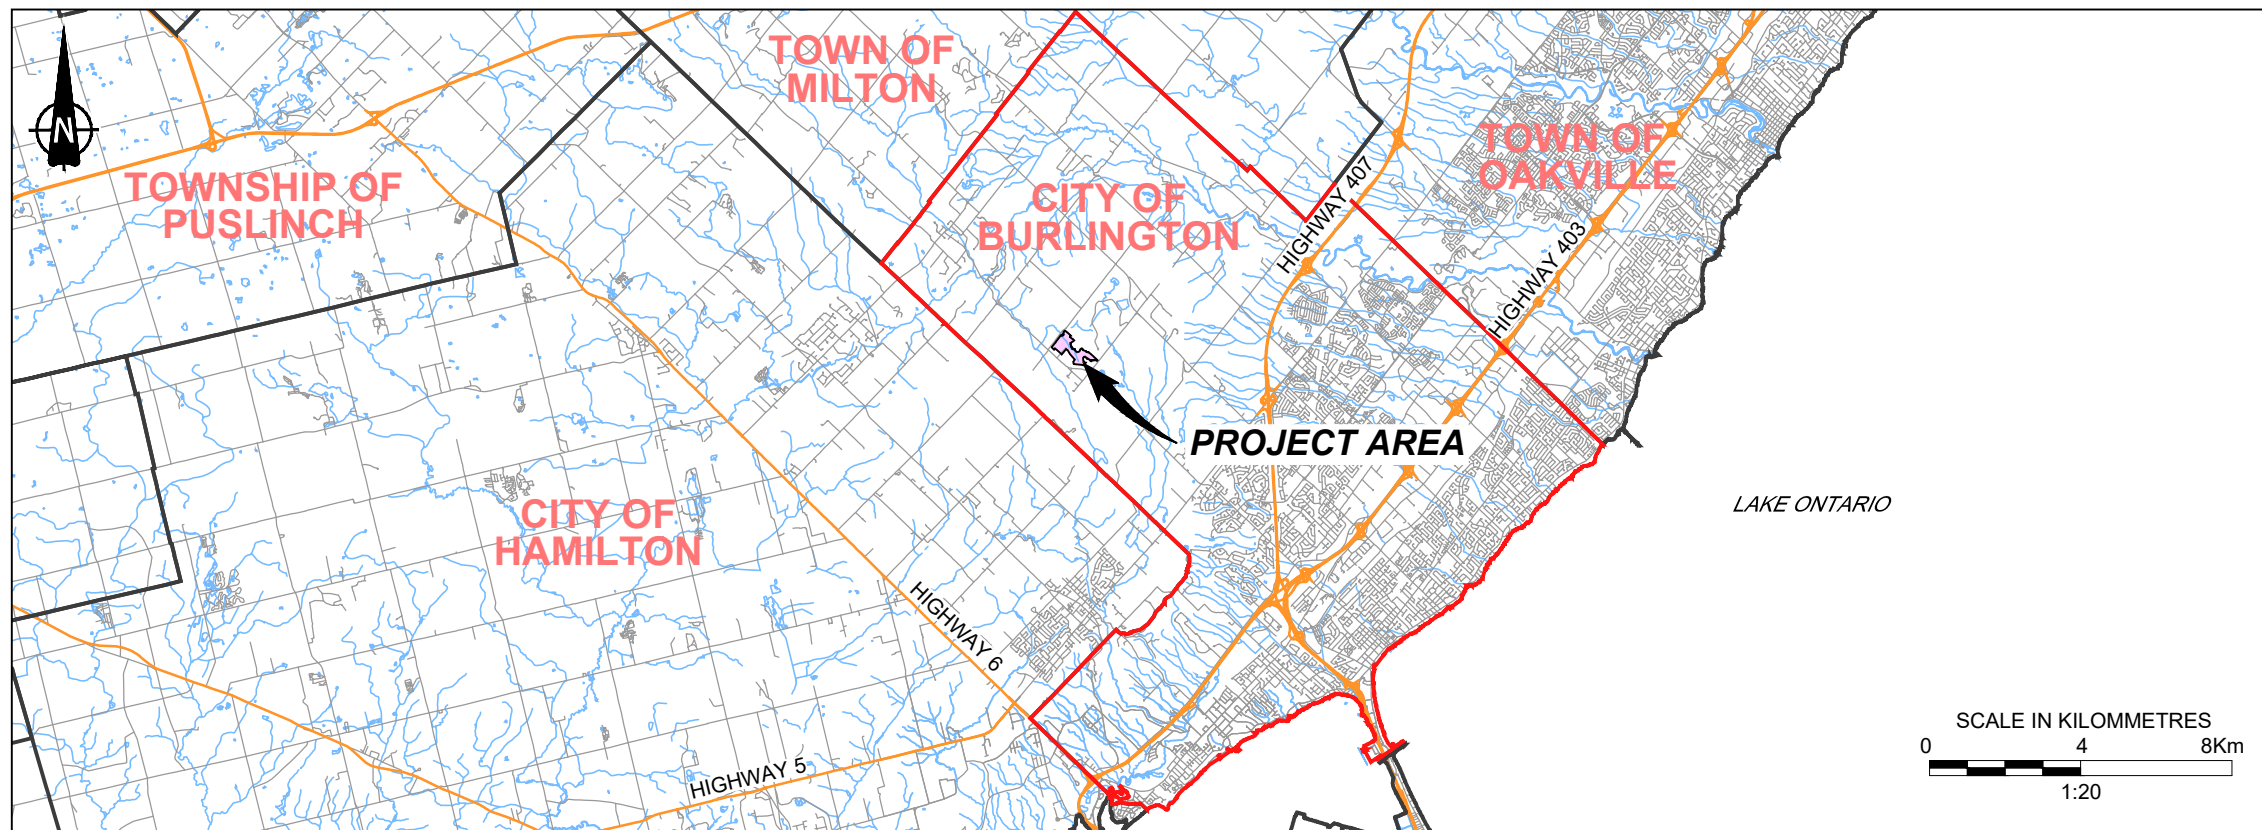 N
TOWN OF
MILTON
TOWNSHIP OF
PUSLINCH
CITY OF
BURLINGTON
HIGHWAY 407
TOWN OF
OAKVILLE
HIGHWAY 403
PROJECT AREA
CITY OF
HAMILTON
LAKE ONTARIO
HIGHWAY 6
HIGHWAY 5
SCALE IN KILOMMETRES
0 4 8Km
1:20